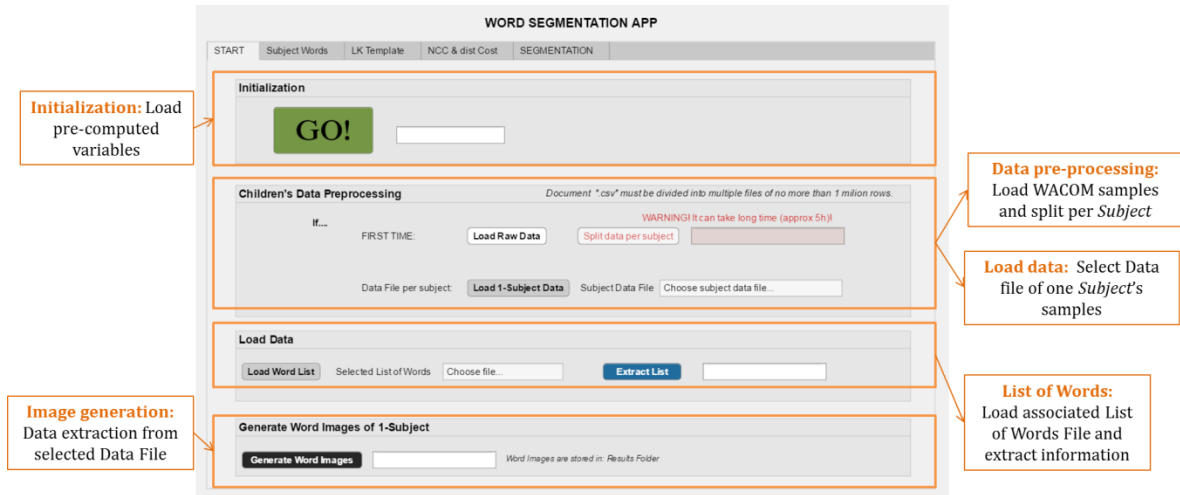 WORD SEGMENTATION APP
START Subject Words LK Template NCC & dist Cost SEGMENTATION
Initialization
GO!
Initialization: Load
pre-computed
variables
Children's Data Preprocessing Document "*.csv" must be divided into multiple files of no more than 1 milion rows.
If....
WARNING! It can take long time (approx 5h)!
FIRST TIME: Load Raw Data Split data per subject
Data File per subject: Load 1-Subject Data Subject Data File Choose subject data file...
Data pre-processing:
Load WACOM samples
and split per Subject
Load data: Select Data
file of one Subject's
samples
Load Data
Load Word List Selected List of Words Choose file... Extract List
List of Words:
Load associated List
of Words File and
extract information
Image generation:
Data extraction from
selected Data File
Generate Word Images of 1-Subject
Generate Word Images Word Images are stored in: Results Folder